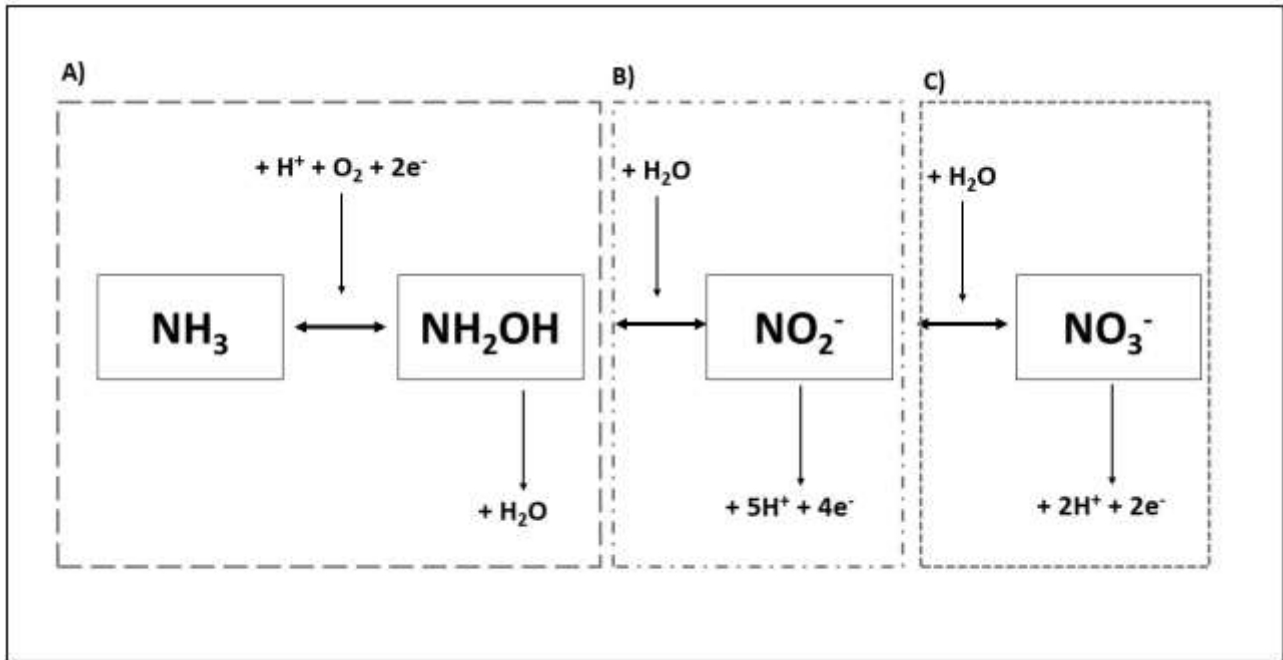 A)
+ H⁺ + O₂ + 2e⁻
NH₃
NH₂OH
+ H₂O
B)
+ H₂O
NO₂⁻
+ 5H⁺ + 4e⁻
C)
+ H₂O
NO₃⁻
+ 2H⁺ + 2e⁻